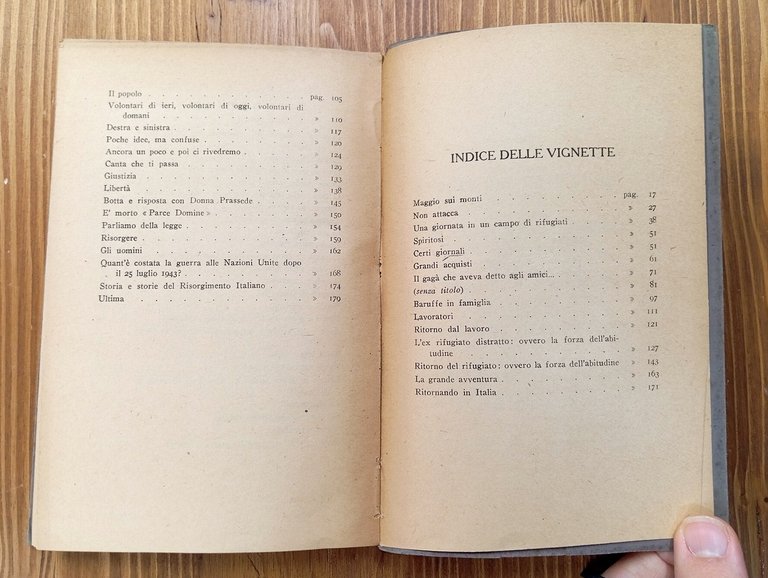 Il popolo . . . . . . . . . . . . . pag. 105
Volontari di ieri, volontari di oggi, volontari di
domani . . . . . . . . . . . . . » 110
Destra e sinistra . . . . . . . . . . . . » 117
Poche idee, ma confuse . . . . . . . . . . » 120
Ancora un poco e poi ci rivedremo . . . . . . . » 124
Canta che ti passa . . . . . . . . . . . » 129
Giustizia . . . . . . . . . . . . . » 133
Libertà . . . . . . . . . . . . . » 138
Botta e risposta con Donna Prassede . . . . . . » 145
E' morto « Parce Domine » . . . . . . . . . » 150
Parliamo della legge . . . . . . . . . . . » 154
Risorgere . . . . . . . . . . . . . » 159
Gli uomini . . . . . . . . . . . . . » 162
Quant'è costata la guerra alle Nazioni Unite dopo
il 25 luglio 1943? . . . . . . . . . . . » 168
Storia e storie del Risorgimento Italiano . . . . . » 174
Ultima . . . . . . . . . . . . . . » 179
INDICE DELLE VIGNETTE
Maggio sui monti . . . . . . . . . . pag. 17
Non attacca . . . . . . . . . . . . » 27
Una giornata in un campo di rifugiati . . . . . . » 38
Spiritosi . . . . . . . . . . . . . » 51
Certi giornali . . . . . . . . . . . . » 51
Grandi acquisti . . . . . . . . . . . » 61
Il gagà che aveva detto agli amici... . . . . . . » 71
(senza titolo) . . . . . . . . . . . . » 81
Baruffe in famiglia . . . . . . . . . . » 97
Lavoratori . . . . . . . . . . . . . » 111
Ritorno dal lavoro . . . . . . . . . . . » 121
L'ex rifugiato distratto: ovvero la forza dell'abi-
tudine . . . . . . . . . . . . . » 127
Ritorno del rifugiato: ovvero la forza dell'abitudine » 143
La grande avventura . . . . . . . . . . » 163
Ritornando in Italia . . . . . . . . . . » 171